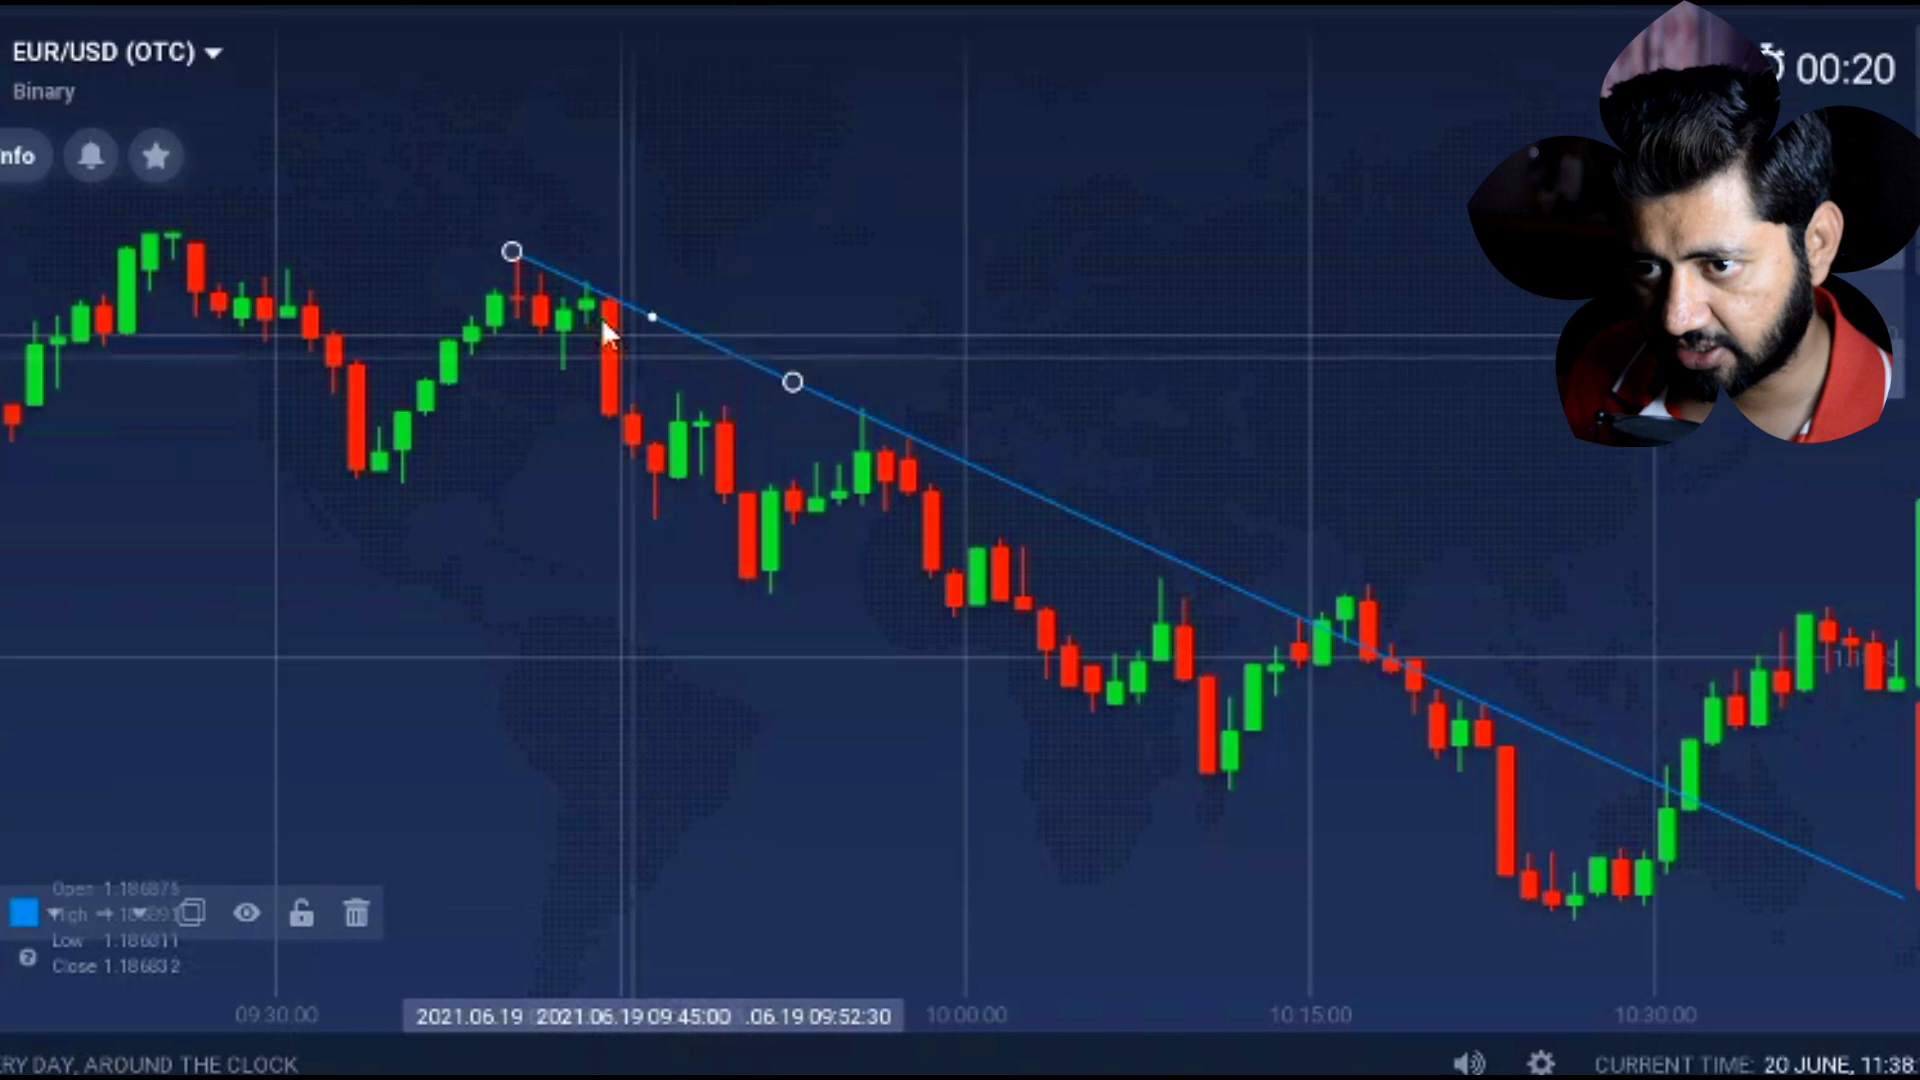 EUR/USD (OTC)
00:20
Binary
nfo
Open 1.186875
High
Low 1.186811
Close 1.186832
09:30:00
2021.06.19
2021.06.19 09:45:00
.06.19 09:52:30
10:00:00
10:15:00
10:30:00
ERY DAY, AROUND THE CLOCK
CURRENT TIME: 20 JUNE, 11:38: